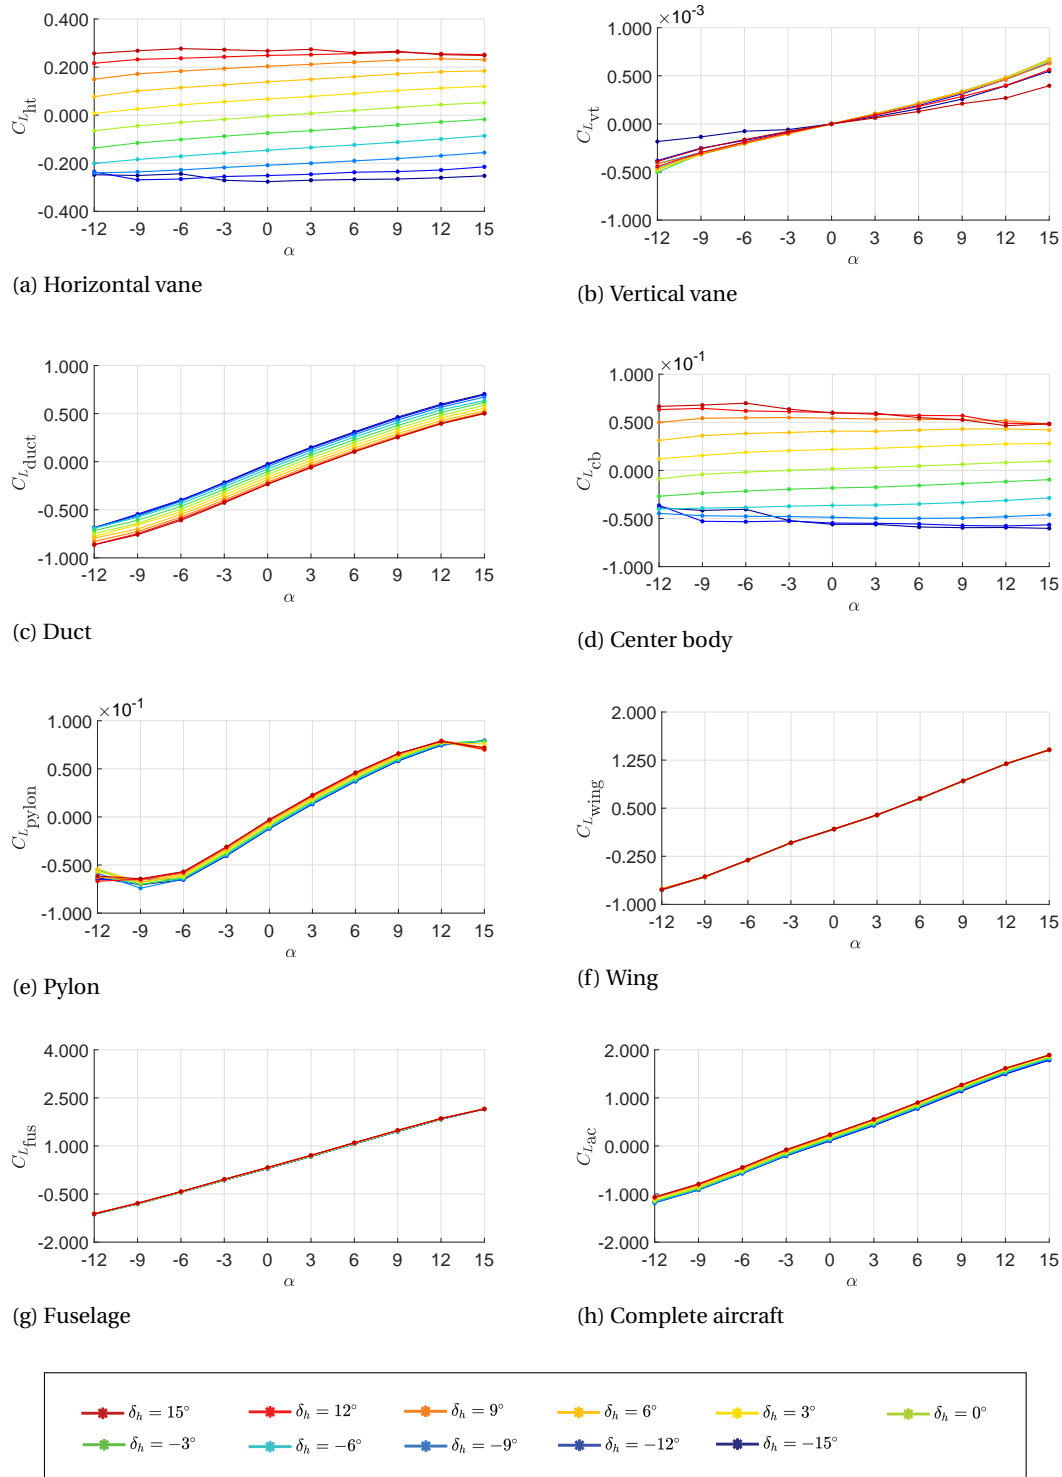 0.400
0.200
0.000
-0.200
-0.400
C_{L_{ht}}
-12 -9 -6 -3 0 3 6 9 12 15
α
(a) Horizontal vane
×10^{-3}
1.000
0.500
0.000
-0.500
-1.000
C_{L_{vt}}
-12 -9 -6 -3 0 3 6 9 12 15
α
(b) Vertical vane
1.000
0.500
0.000
-0.500
-1.000
C_{L_{duct}}
-12 -9 -6 -3 0 3 6 9 12 15
α
(c) Duct
×10^{-1}
1.000
0.500
0.000
-0.500
-1.000
C_{L_{cb}}
-12 -9 -6 -3 0 3 6 9 12 15
α
(d) Center body
×10^{-1}
1.000
0.500
0.000
-0.500
-1.000
C_{L_{pylon}}
-12 -9 -6 -3 0 3 6 9 12 15
α
(e) Pylon
2.000
1.250
0.500
-0.250
-1.000
C_{L_{wing}}
-12 -9 -6 -3 0 3 6 9 12 15
α
(f) Wing
4.000
2.500
1.000
-0.500
-2.000
C_{L_{fus}}
-12 -9 -6 -3 0 3 6 9 12 15
α
(g) Fuselage
2.000
1.000
0.000
-1.000
-2.000
C_{L_{ac}}
-12 -9 -6 -3 0 3 6 9 12 15
α
(h) Complete aircraft
δ_h = 15° δ_h = 12° δ_h = 9° δ_h = 6° δ_h = 3° δ_h = 0°
δ_h = −3° δ_h = −6° δ_h = −9° δ_h = −12° δ_h = −15°